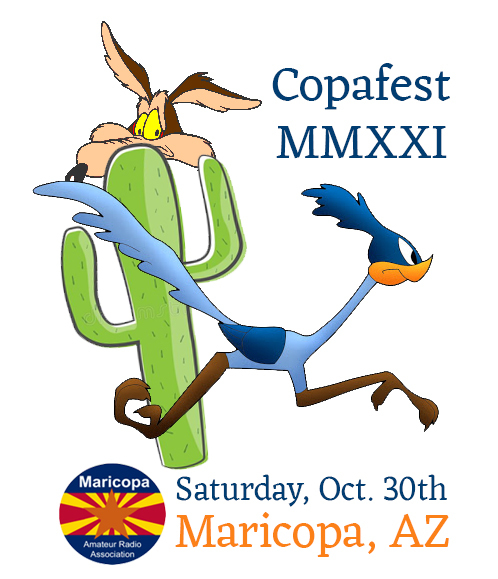 Copafest
MMXXI
Saturday, Oct. 30th
Maricopa, AZ
Maricopa
Amateur Radio
Association